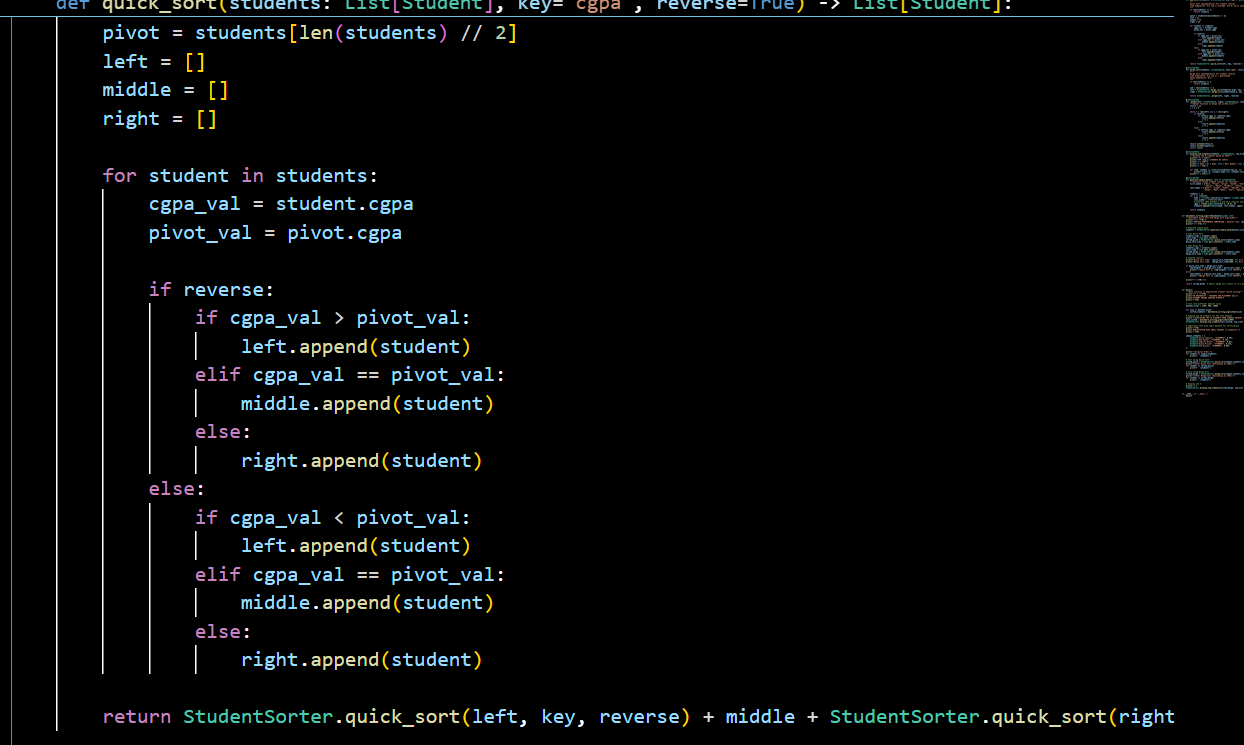 def quick_sort(students: List[Student], key="cgpa", reverse=True) -> List[Student]:
pivot = students[len(students) // 2]
left = []
middle = []
right = []
for student in students:
cgpa_val = student.cgpa
pivot_val = pivot.cgpa
if reverse:
if cgpa_val > pivot_val:
left.append(student)
elif cgpa_val == pivot_val:
middle.append(student)
else:
right.append(student)
else:
if cgpa_val < pivot_val:
left.append(student)
elif cgpa_val == pivot_val:
middle.append(student)
else:
right.append(student)
return StudentSorter.quick_sort(left, key, reverse) + middle + StudentSorter.quick_sort(right